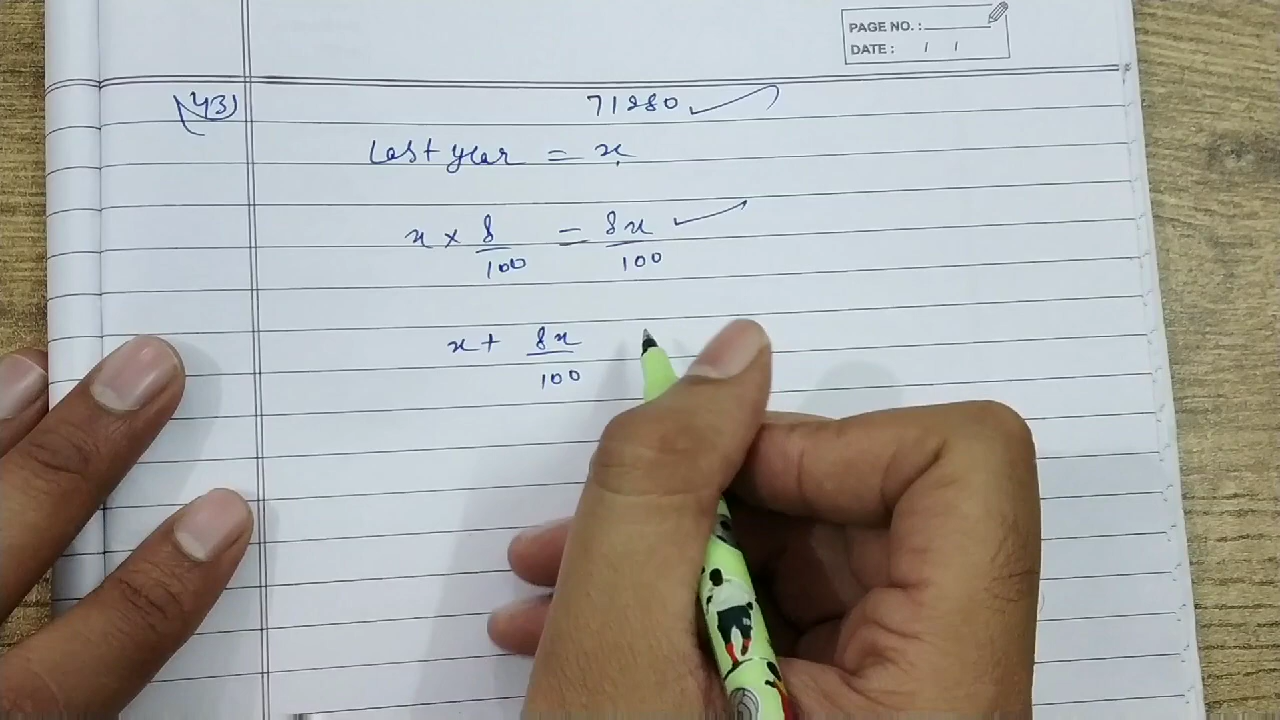 PAGE NO. :
DATE : / /
43)
71280
Last year = x
x × 8/100 = 8x/100
x + 8x/100